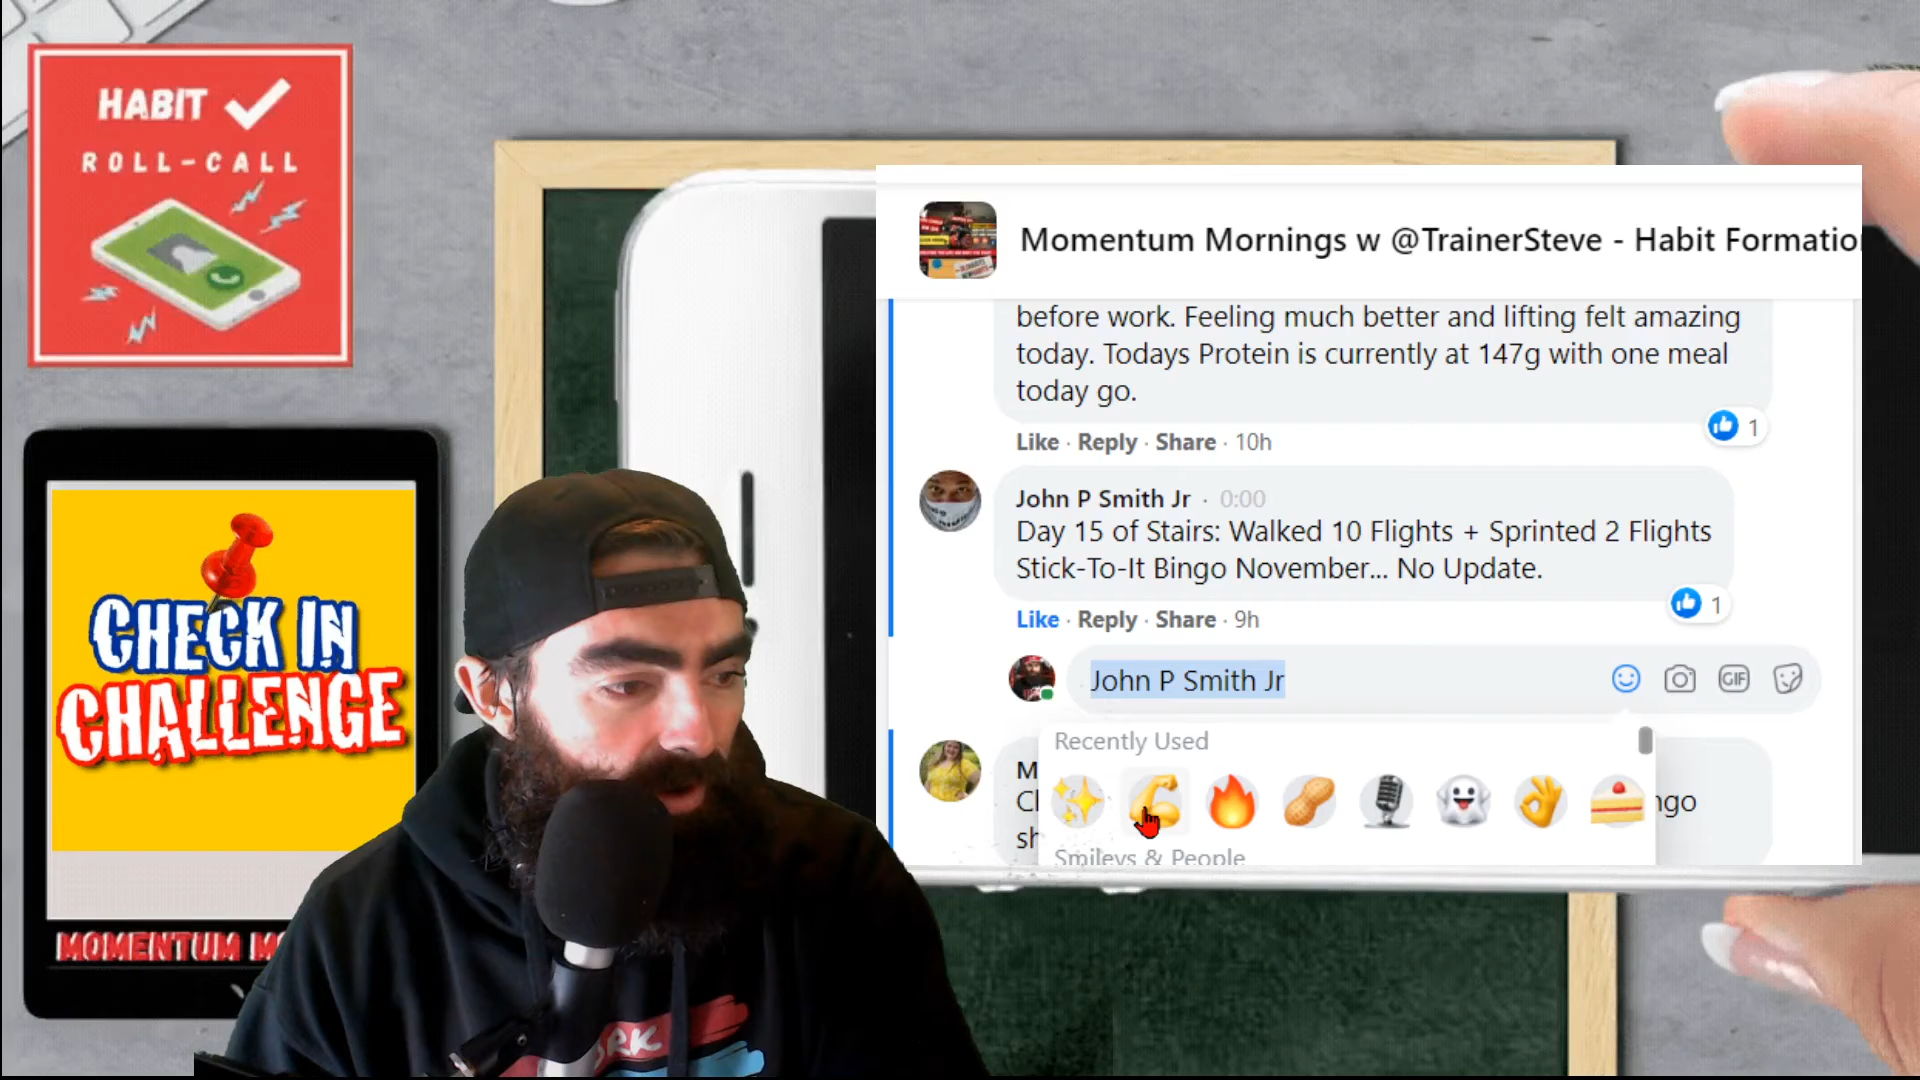 HABIT
ROLL-CALL
CHECK IN
CHALLENGE
MOMENTUM
Momentum Mornings w @TrainerSteve - Habit Formatio
before work. Feeling much better and lifting felt amazing
today. Todays Protein is currently at 147g with one meal
today go.
Like · Reply · Share · 10h
1
John P Smith Jr · 0:00
Day 15 of Stairs: Walked 10 Flights + Sprinted 2 Flights
Stick-To-It Bingo November... No Update.
1
Like · Reply · Share · 9h
John P Smith Jr
GIF
Recently Used
Smileys & People